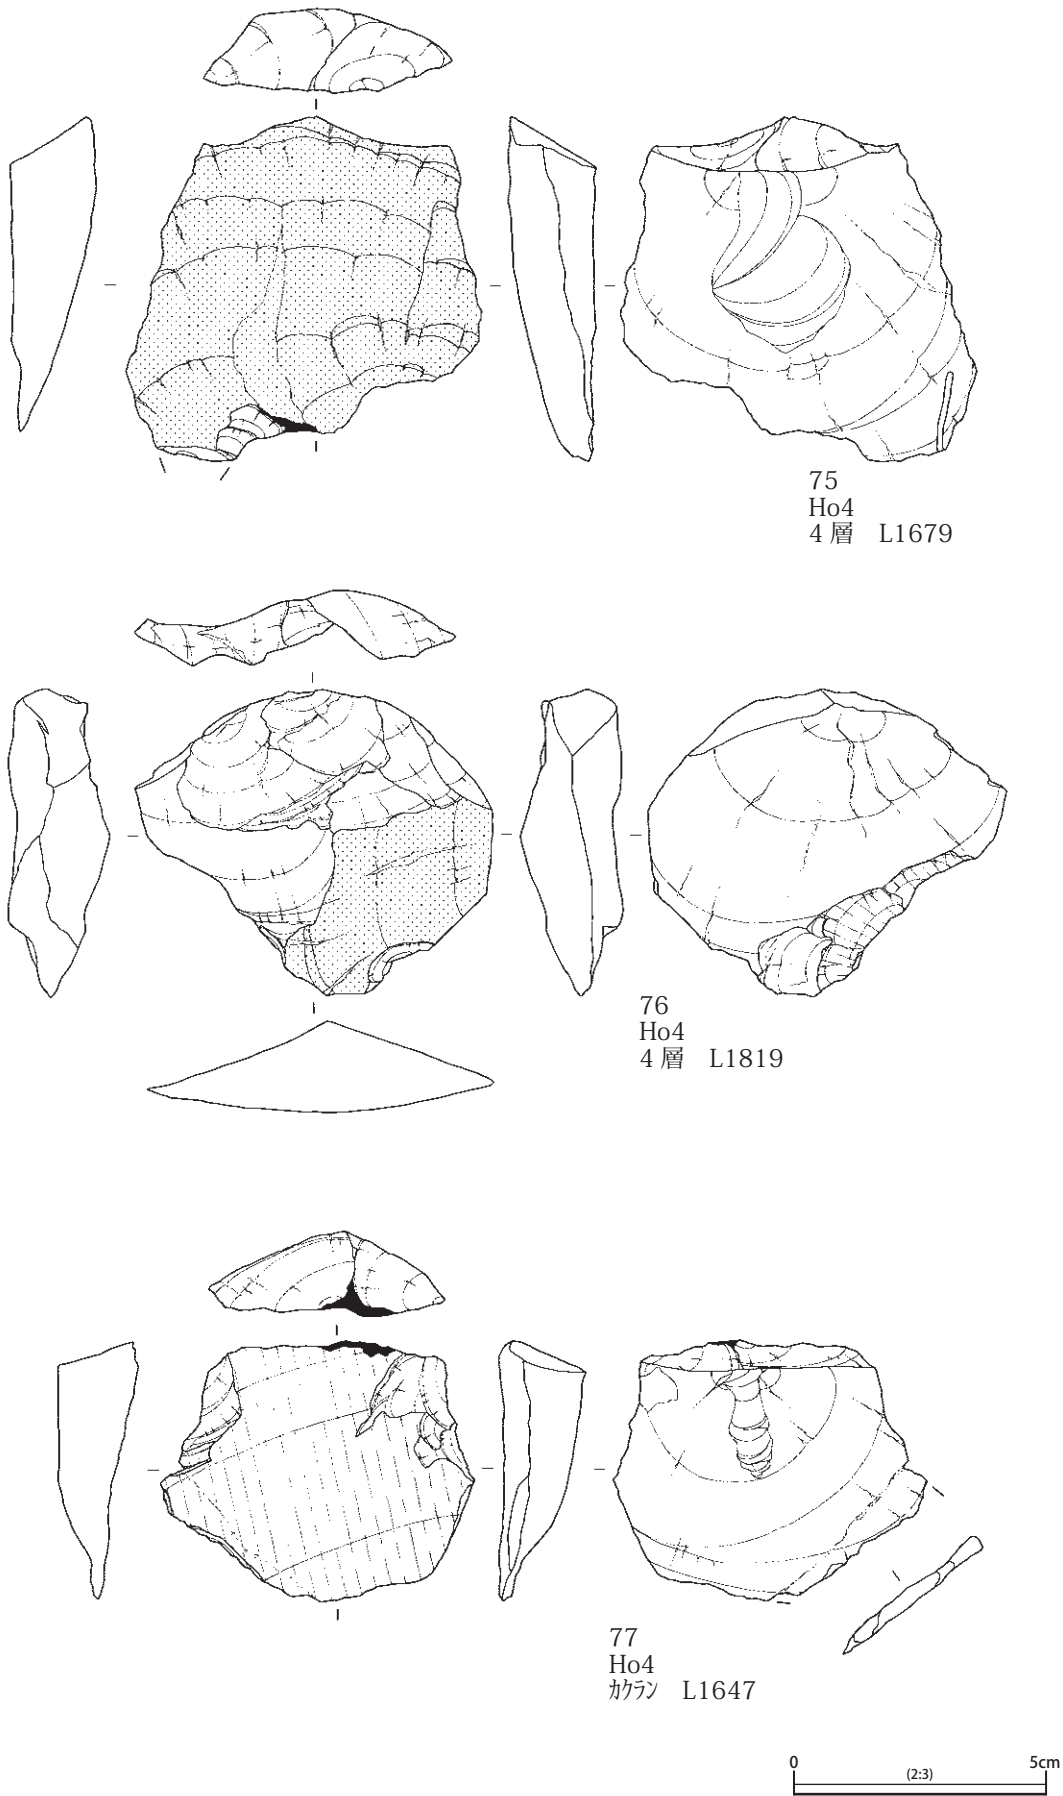 75
Ho4
4層　L1679
76
Ho4
4層　L1819
77
Ho4
ｶｸﾗﾝ　L1647
0　(2:3)　5cm